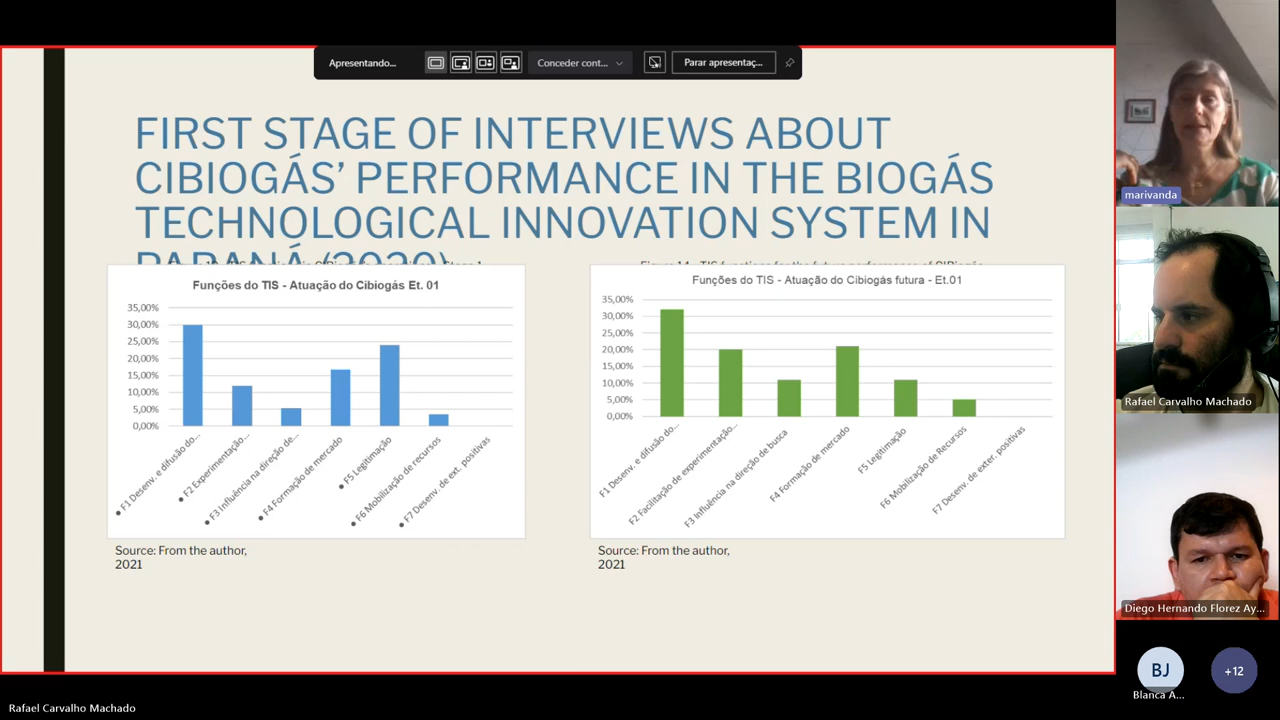 Apresentando...
Conceder cont...
Parar apresentaç...
FIRST STAGE OF INTERVIEWS ABOUT
CIBIOGÁS’ PERFORMANCE IN THE BIOGÁS
TECHNOLOGICAL INNOVATION SYSTEM IN
PARANÁ (2020)
Funções do TIS - Atuação do Cibiogás Et. 01
35,00%
30,00%
25,00%
20,00%
15,00%
10,00%
5,00%
0,00%
F1 Desenv. e difusão do...
F2 Experimentação...
F3 Influência na direção de...
F4 Formação de mercado
F5 Legitimação
F6 Mobilização de recursos
F7 Desenv. de ext. positivas
Source: From the author,
2021
Funções do TIS - Atuação do Cibiogás futura - Et.01
35,00%
30,00%
25,00%
20,00%
15,00%
10,00%
5,00%
0,00%
F1 Desenv. e difusão do...
F2 Facilitação de experimentação...
F3 Influência na direção de busca
F4 Formação de mercado
F5 Legitimação
F6 Mobilização de Recursos
F7 Desenv. de exter. positivas
Source: From the author,
2021
marivanda
Rafael Carvalho Machado
Diego Hernando Florez Ay...
BJ
Blanca A...
+12
Rafael Carvalho Machado